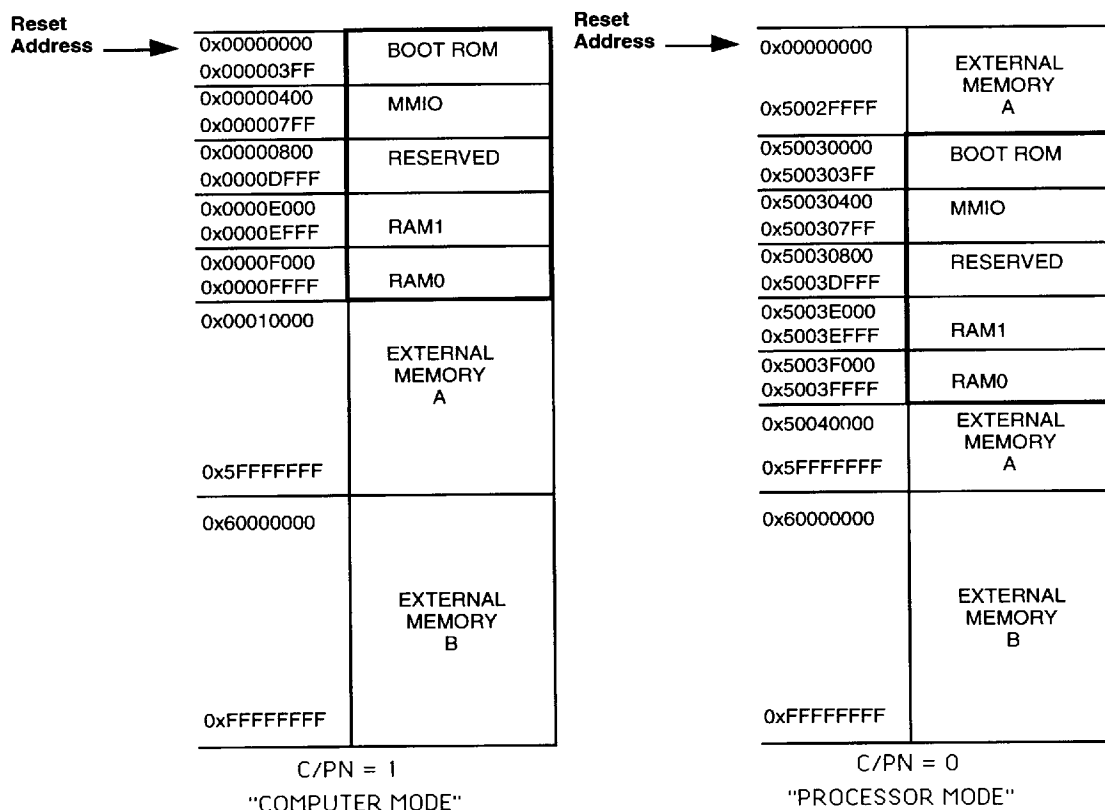 Reset
Address
0x00000000
0x000003FF
BOOT ROM
0x00000400
0x000007FF
MMIO
0x00000800
0x0000DFFF
RESERVED
0x0000E000
0x0000EFFF
RAM1
0x0000F000
0x0000FFFF
RAM0
0x00010000
EXTERNAL
MEMORY
A
0x5FFFFFFF
0x60000000
EXTERNAL
MEMORY
B
0xFFFFFFFF
C/PN = 1
"COMPUTER MODE"
Reset
Address
0x00000000
EXTERNAL
MEMORY
A
0x5002FFFF
0x50030000
BOOT ROM
0x500303FF
0x50030400
MMIO
0x500307FF
0x50030800
RESERVED
0x5003DFFF
0x5003E000
0x5003EFFF
RAM1
0x5003F000
0x5003FFFF
RAM0
0x50040000
EXTERNAL
MEMORY
A
0x5FFFFFFF
0x60000000
EXTERNAL
MEMORY
B
0xFFFFFFFF
C/PN = 0
"PROCESSOR MODE"